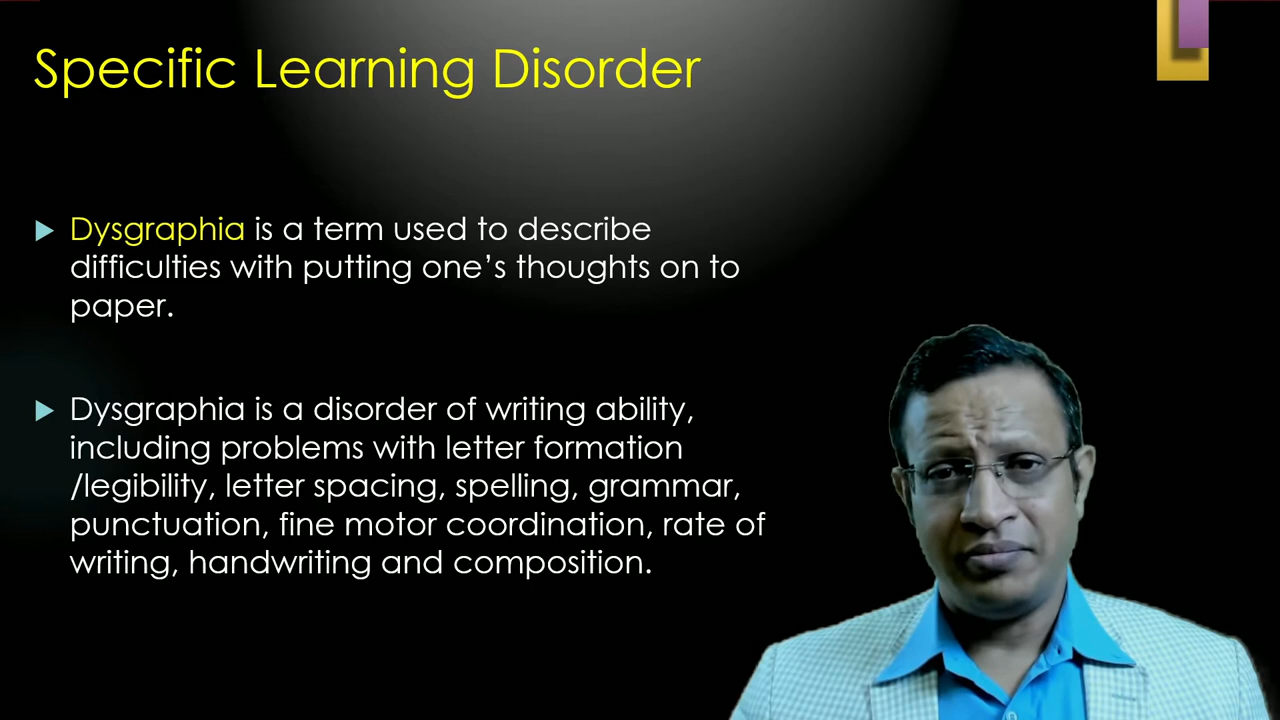 Specific Learning Disorder
Dysgraphia is a term used to describe
difficulties with putting one’s thoughts on to
paper.
Dysgraphia is a disorder of writing ability,
including problems with letter formation
/legibility, letter spacing, spelling, grammar,
punctuation, fine motor coordination, rate of
writing, handwriting and composition.